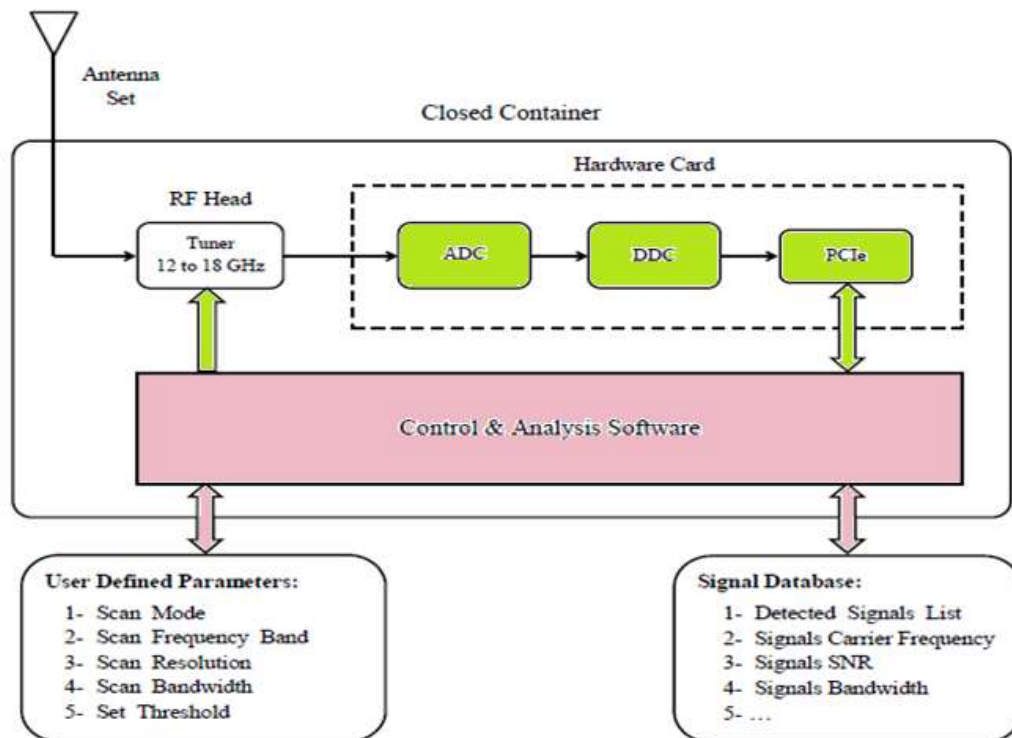 Antenna
Set
Closed Container
Hardware Card
RF Head
Tuner
12 to 18 GHz
ADC
DDC
PCIe
Control & Analysis Software
User Defined Parameters:
1- Scan Mode
2- Scan Frequency Band
3- Scan Resolution
4- Scan Bandwidth
5- Set Threshold
Signal Database:
1- Detected Signals List
2- Signals Carrier Frequency
3- Signals SNR
4- Signals Bandwidth
5- ...